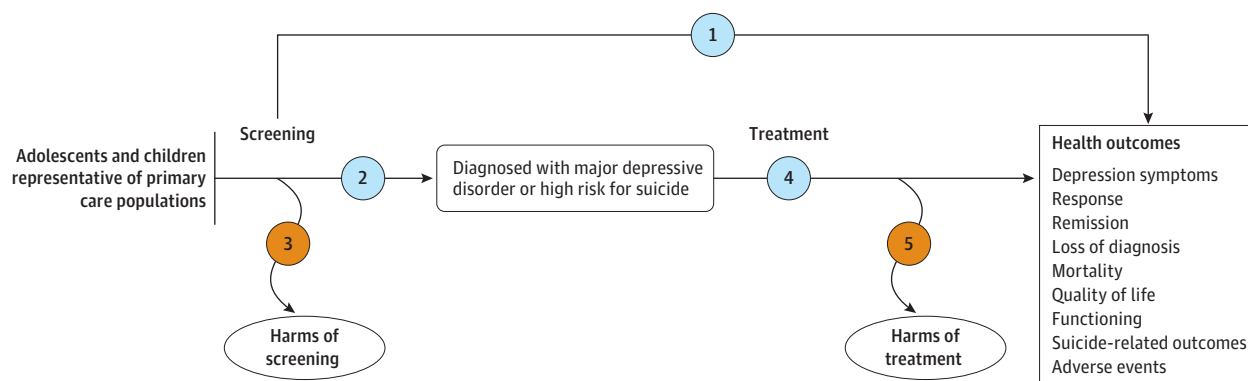 1
Screening
Treatment
Adolescents and children
representative of primary
care populations
2
Diagnosed with major depressive
disorder or high risk for suicide
4
3
5
Harms of
screening
Harms of
treatment
Health outcomes
Depression symptoms
Response
Remission
Loss of diagnosis
Mortality
Quality of life
Functioning
Suicide-related outcomes
Adverse events